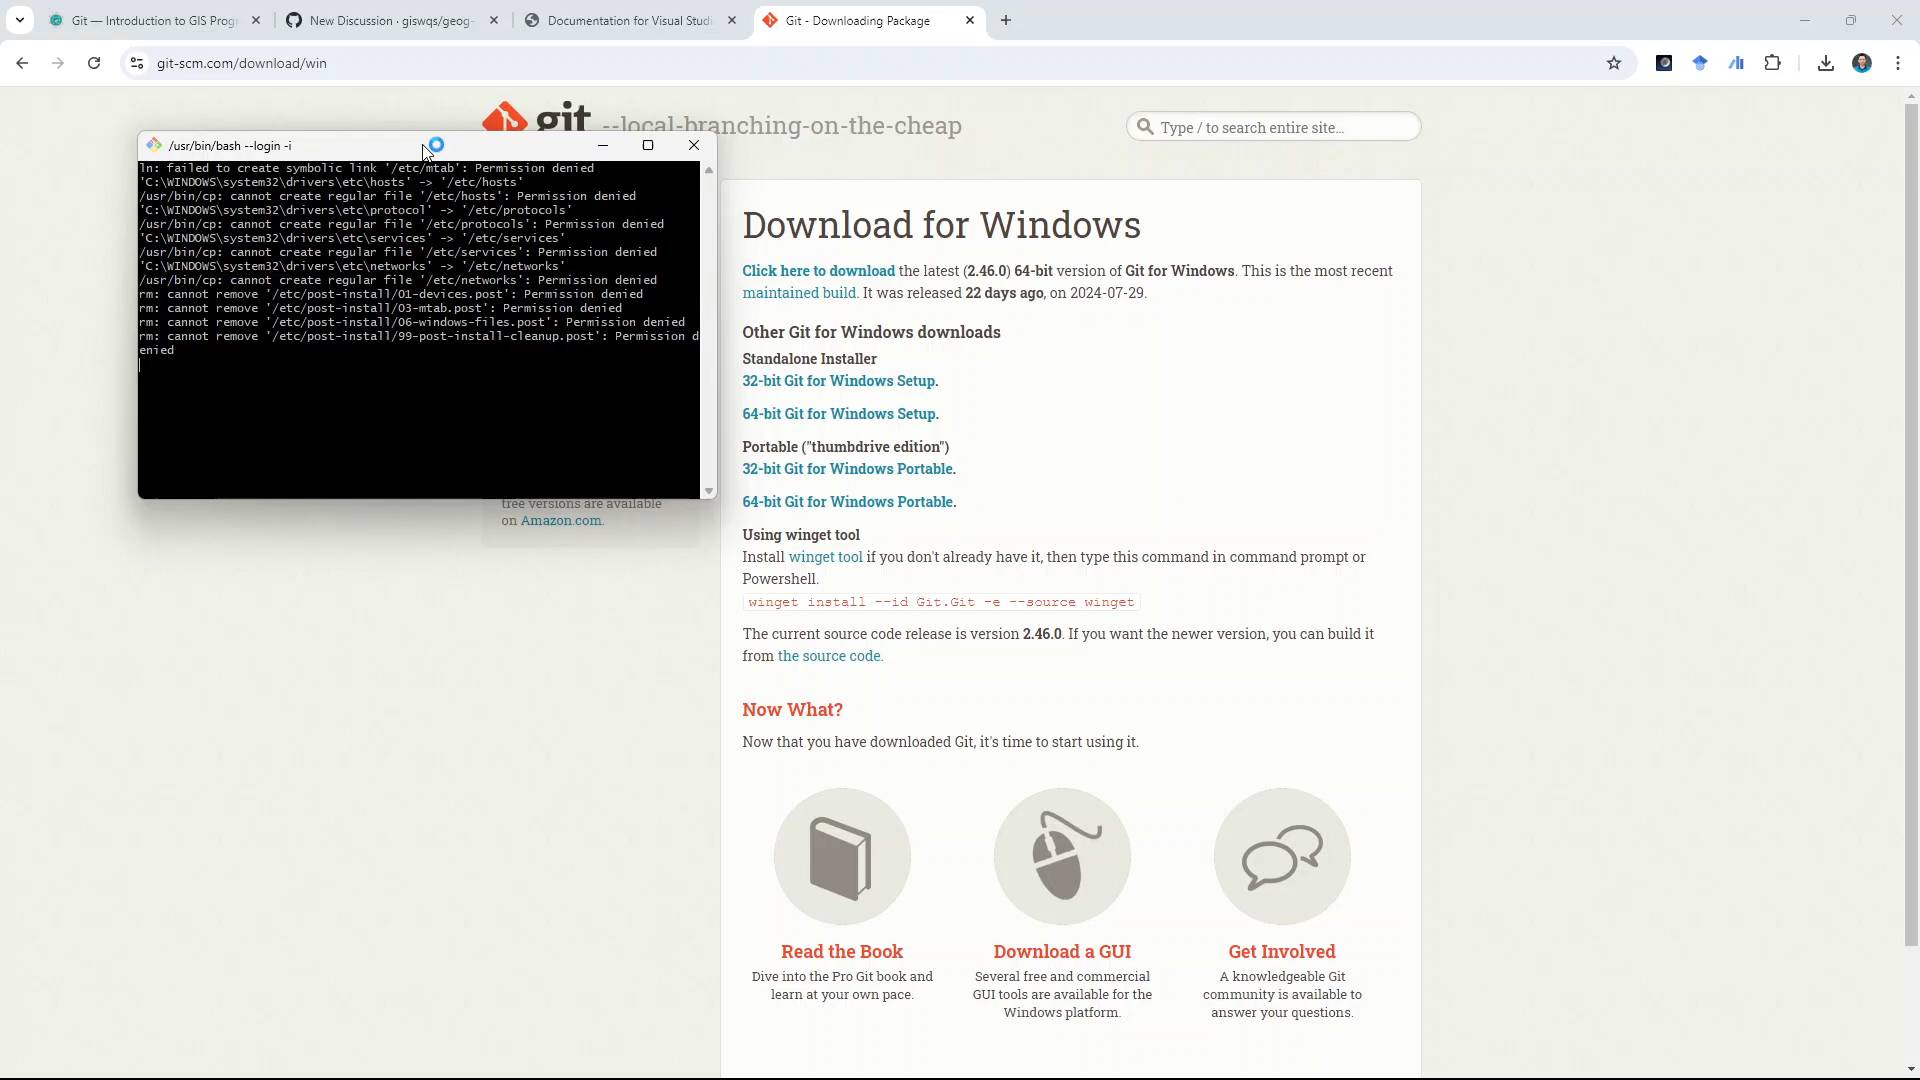 Git — Introduction to GIS Prog
New Discussion · giswqs/geog-
Documentation for Visual Studi
Git - Downloading Package
git-scm.com/download/win
git --local-branching-on-the-cheap
Type / to search entire site...
/usr/bin/bash --login -i
ln: failed to create symbolic link '/etc/mtab': Permission denied
'C:\WINDOWS\system32\drivers\etc\hosts' -> '/etc/hosts'
/usr/bin/cp: cannot create regular file '/etc/hosts': Permission denied
'C:\WINDOWS\system32\drivers\etc\protocol' -> '/etc/protocols'
/usr/bin/cp: cannot create regular file '/etc/protocols': Permission denied
'C:\WINDOWS\system32\drivers\etc\services' -> '/etc/services'
/usr/bin/cp: cannot create regular file '/etc/services': Permission denied
'C:\WINDOWS\system32\drivers\etc\networks' -> '/etc/networks'
/usr/bin/cp: cannot create regular file '/etc/networks': Permission denied
rm: cannot remove '/etc/post-install/01-devices.post': Permission denied
rm: cannot remove '/etc/post-install/03-mtab.post': Permission denied
rm: cannot remove '/etc/post-install/06-windows-files.post': Permission denied
rm: cannot remove '/etc/post-install/99-post-install-cleanup.post': Permission d
enied
free versions are available
on Amazon.com.
Download for Windows
Click here to download the latest (2.46.0) 64-bit version of Git for Windows. This is the most recent
maintained build. It was released 22 days ago, on 2024-07-29.
Other Git for Windows downloads
Standalone Installer
32-bit Git for Windows Setup.
64-bit Git for Windows Setup.
Portable ("thumbdrive edition")
32-bit Git for Windows Portable.
64-bit Git for Windows Portable.
Using winget tool
Install winget tool if you don't already have it, then type this command in command prompt or
Powershell.
winget install --id Git.Git -e --source winget
The current source code release is version 2.46.0. If you want the newer version, you can build it
from the source code.
Now What?
Now that you have downloaded Git, it's time to start using it.
Read the Book
Dive into the Pro Git book and
learn at your own pace.
Download a GUI
Several free and commercial
GUI tools are available for the
Windows platform.
Get Involved
A knowledgeable Git
community is available to
answer your questions.